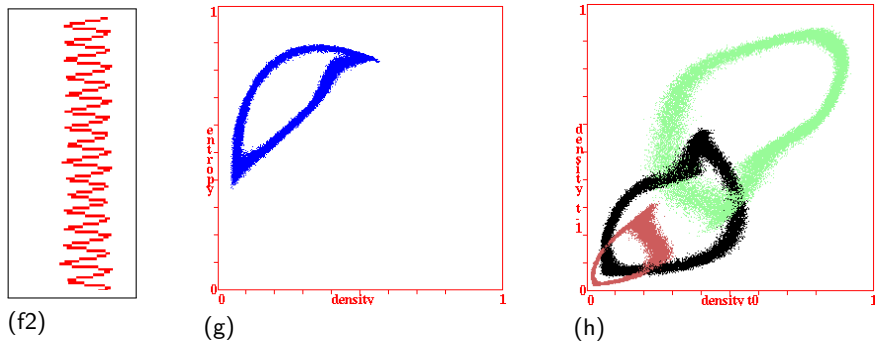 (f2)
1
entropy
0
0
density
1
(g)
1
density t-1
0
0
density t0
1
(h)